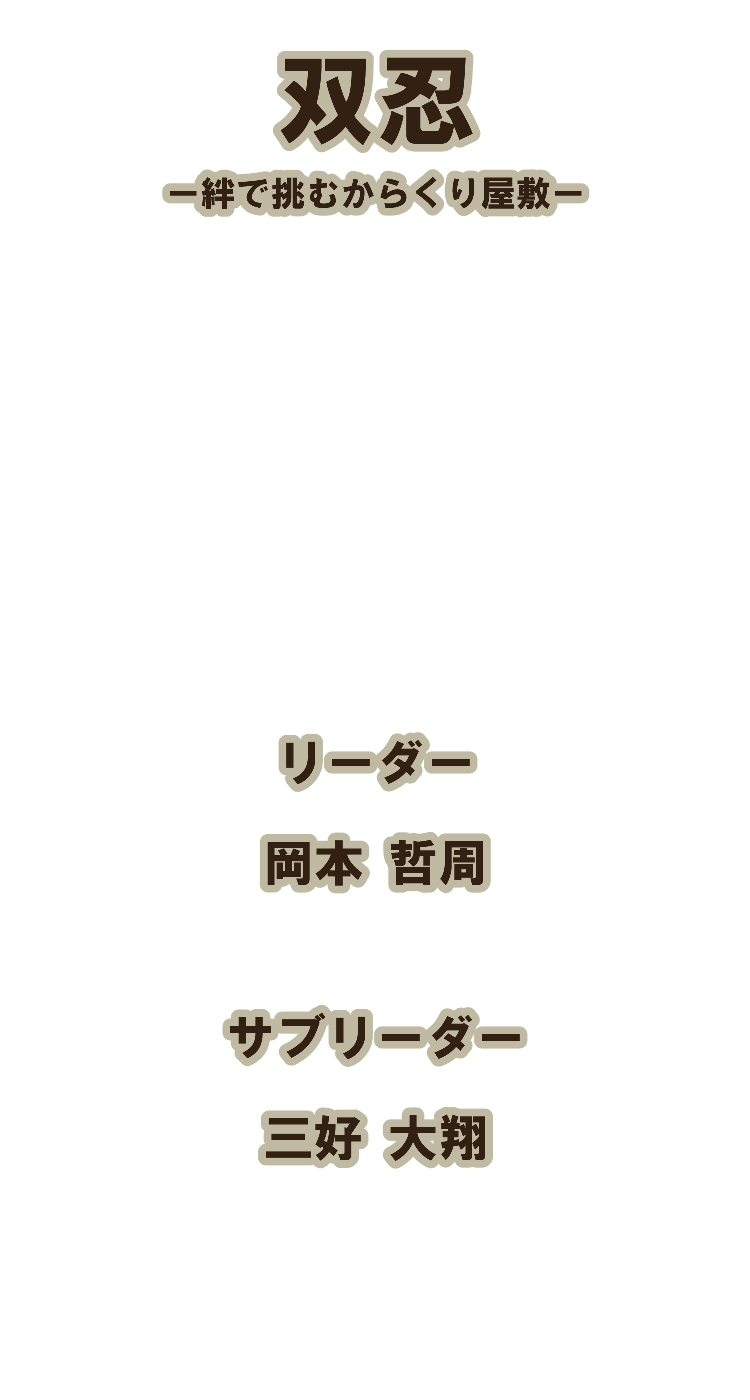 双忍
ー絆で挑むからくり屋敷ー
リーダー
岡本 哲周
サブリーダー
三好 大翔